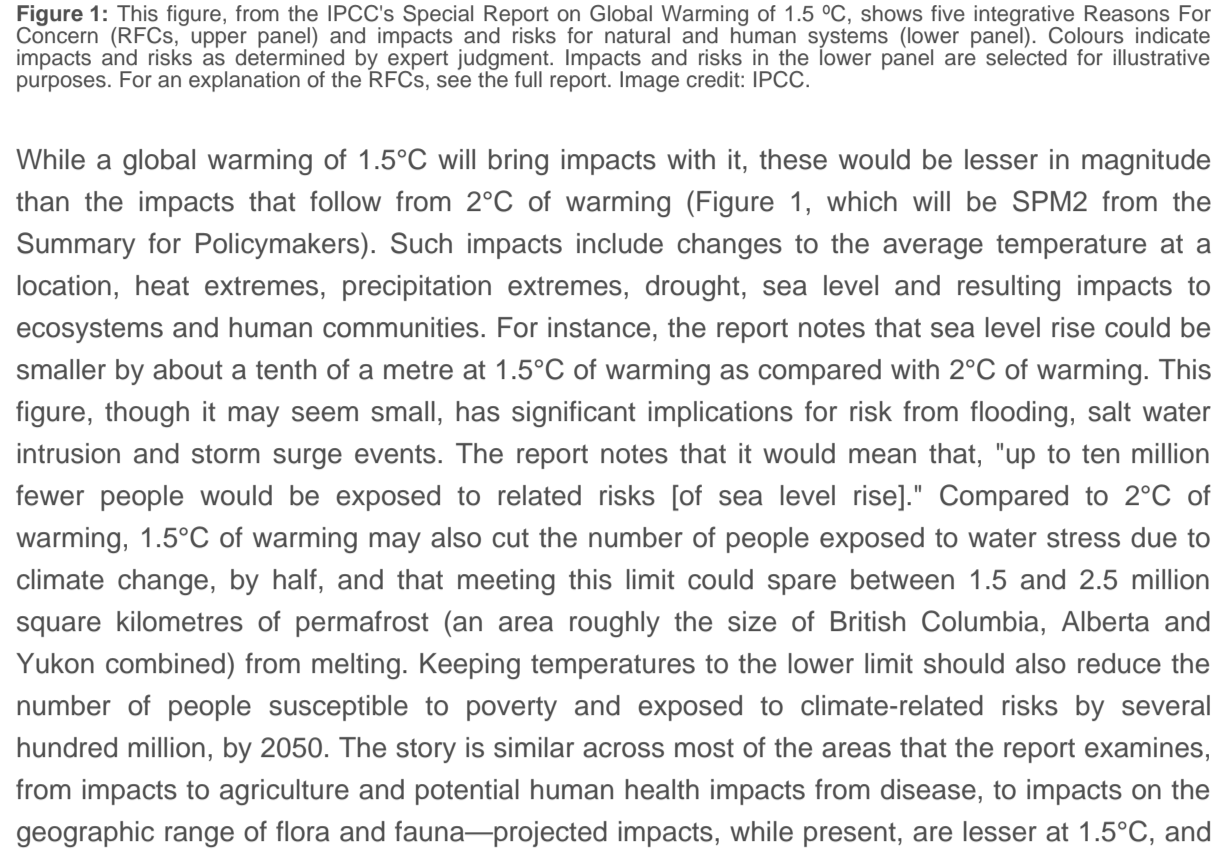 Figure 1: This figure, from the IPCC's Special Report on Global Warming of 1.5 ºC, shows five integrative Reasons For
Concern (RFCs, upper panel) and impacts and risks for natural and human systems (lower panel). Colours indicate
impacts and risks as determined by expert judgment. Impacts and risks in the lower panel are selected for illustrative
purposes. For an explanation of the RFCs, see the full report. Image credit: IPCC.
While a global warming of 1.5°C will bring impacts with it, these would be lesser in magnitude
than the impacts that follow from 2°C of warming (Figure 1, which will be SPM2 from the
Summary for Policymakers). Such impacts include changes to the average temperature at a
location, heat extremes, precipitation extremes, drought, sea level and resulting impacts to
ecosystems and human communities. For instance, the report notes that sea level rise could be
smaller by about a tenth of a metre at 1.5°C of warming as compared with 2°C of warming. This
figure, though it may seem small, has significant implications for risk from flooding, salt water
intrusion and storm surge events. The report notes that it would mean that, "up to ten million
fewer people would be exposed to related risks [of sea level rise]." Compared to 2°C of
warming, 1.5°C of warming may also cut the number of people exposed to water stress due to
climate change, by half, and that meeting this limit could spare between 1.5 and 2.5 million
square kilometres of permafrost (an area roughly the size of British Columbia, Alberta and
Yukon combined) from melting. Keeping temperatures to the lower limit should also reduce the
number of people susceptible to poverty and exposed to climate-related risks by several
hundred million, by 2050. The story is similar across most of the areas that the report examines,
from impacts to agriculture and potential human health impacts from disease, to impacts on the
geographic range of flora and fauna—projected impacts, while present, are lesser at 1.5°C, and